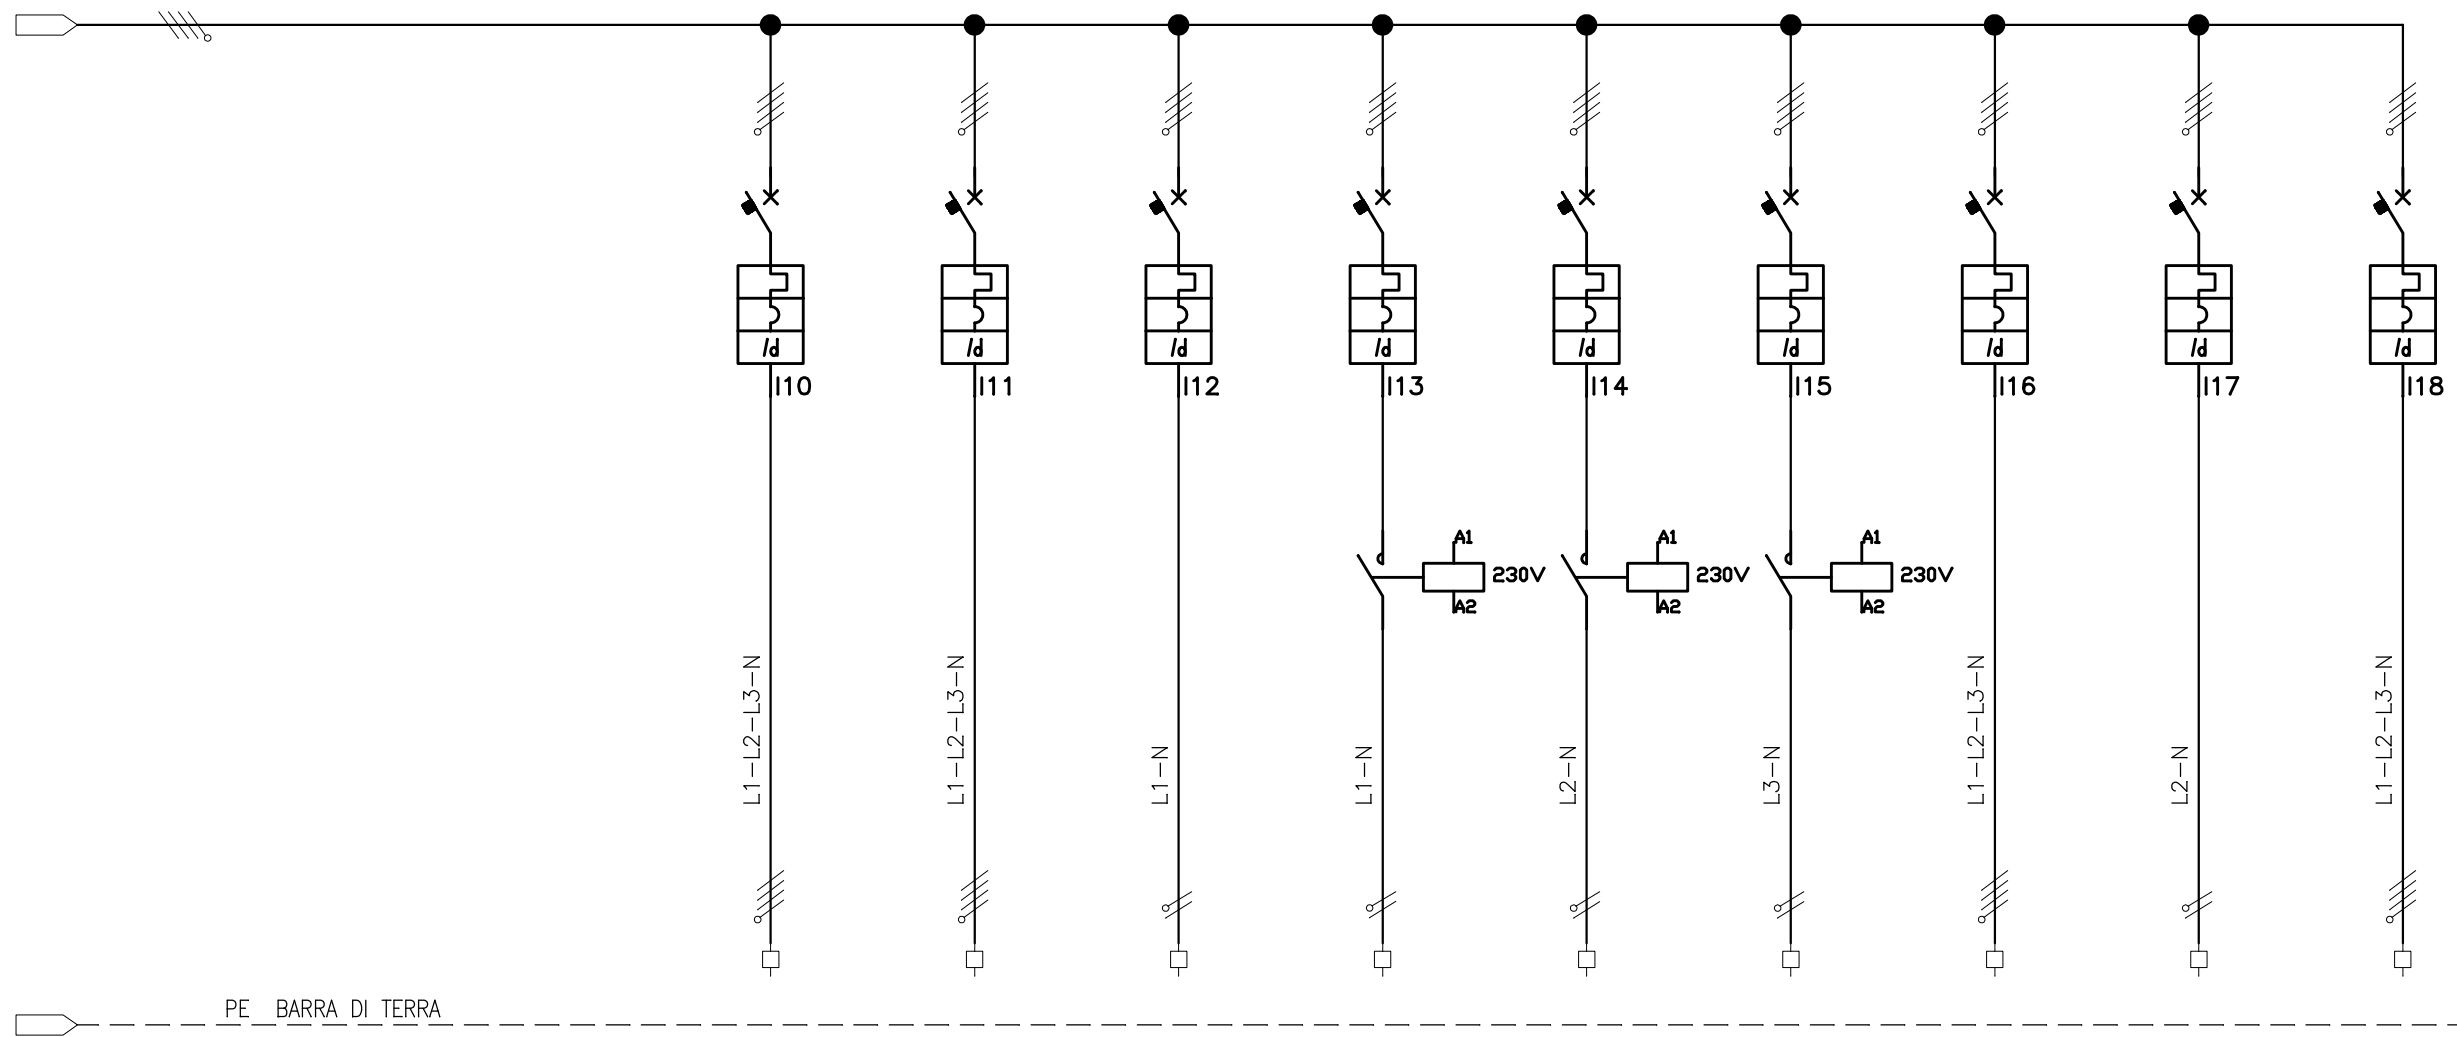 Id Id Id Id Id Id Id Id Id
I10 I11 I12 I13 I14 I15 I16 I17 I18
A1 A1 A1
230V 230V 230V
A2 A2 A2
L1-L2-L3-N
L1-L2-L3-N
L1-N
L1-N
L2-N
L3-N
L1-L2-L3-N
L2-N
L1-L2-L3-N
PE BARRA DI TERRA